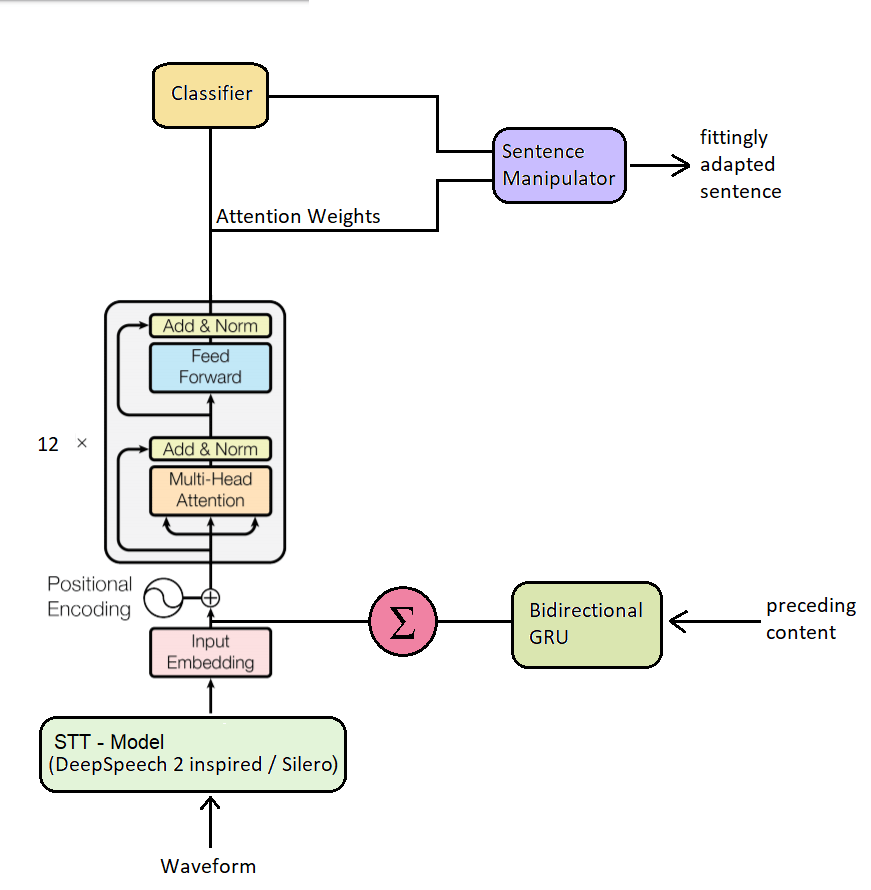 Classifier
Sentence
Manipulator
fittingly
adapted
sentence
Attention Weights
Add & Norm
Feed
Forward
12 ×
Add & Norm
Multi-Head
Attention
Positional
Encoding
Σ
Bidirectional
GRU
preceding
content
Input
Embedding
STT - Model
(DeepSpeech 2 inspired / Silero)
Waveform